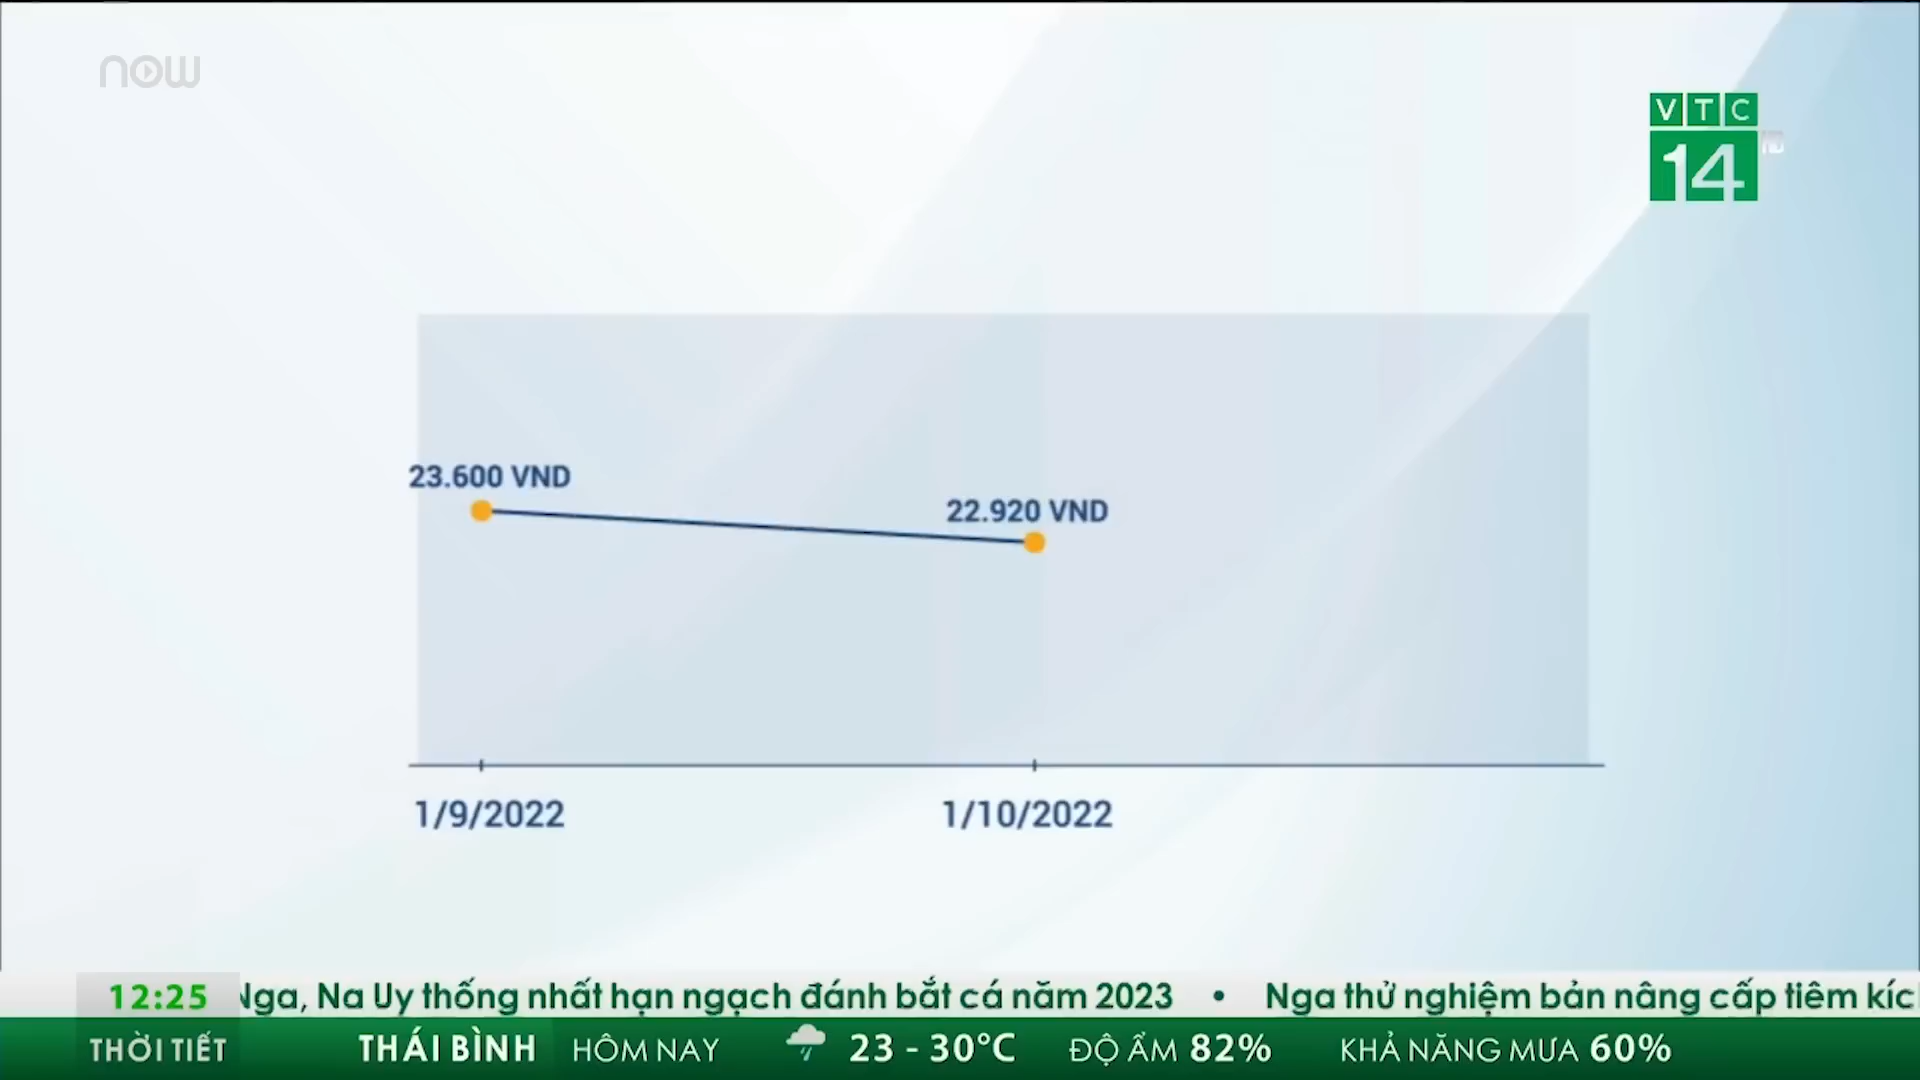 now
VTC
14
HD
23.600 VND
22.920 VND
1/9/2022
1/10/2022
12:25
Nga, Na Uy thống nhất hạn ngạch đánh bắt cá năm 2023 • Nga thử nghiệm bản nâng cấp tiêm kíc
THỜI TIẾT THÁI BÌNH HÔM NAY 23 - 30°C ĐỘ ẨM 82% KHẢ NĂNG MƯA 60%